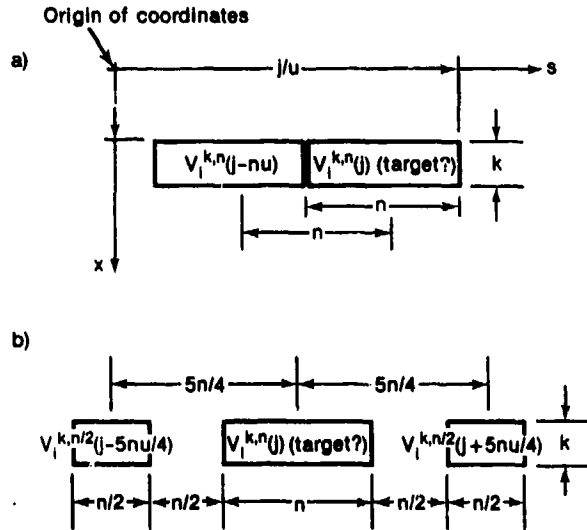 Origin of coordinates
a)
j/u
s
V_i^{k,n}(j-nu)
V_i^{k,n}(j) (target?)
k
n
n
x
b)
5n/4
5n/4
V_i^{k,n/2}(j-5nu/4)
V_i^{k,n}(j) (target?)
V_i^{k,n/2}(j+5nu/4)
k
n/2
n/2
n
n/2
n/2